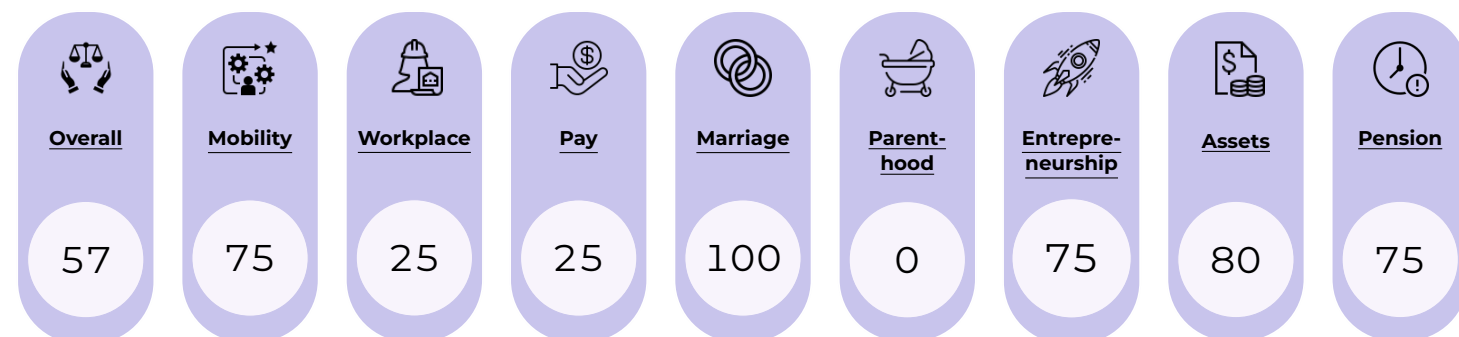 Overall
Mobility
Workplace
Pay
Marriage
Parent-
hood
Entrepre-
neurship
Assets
Pension
57
75
25
25
100
0
75
80
75